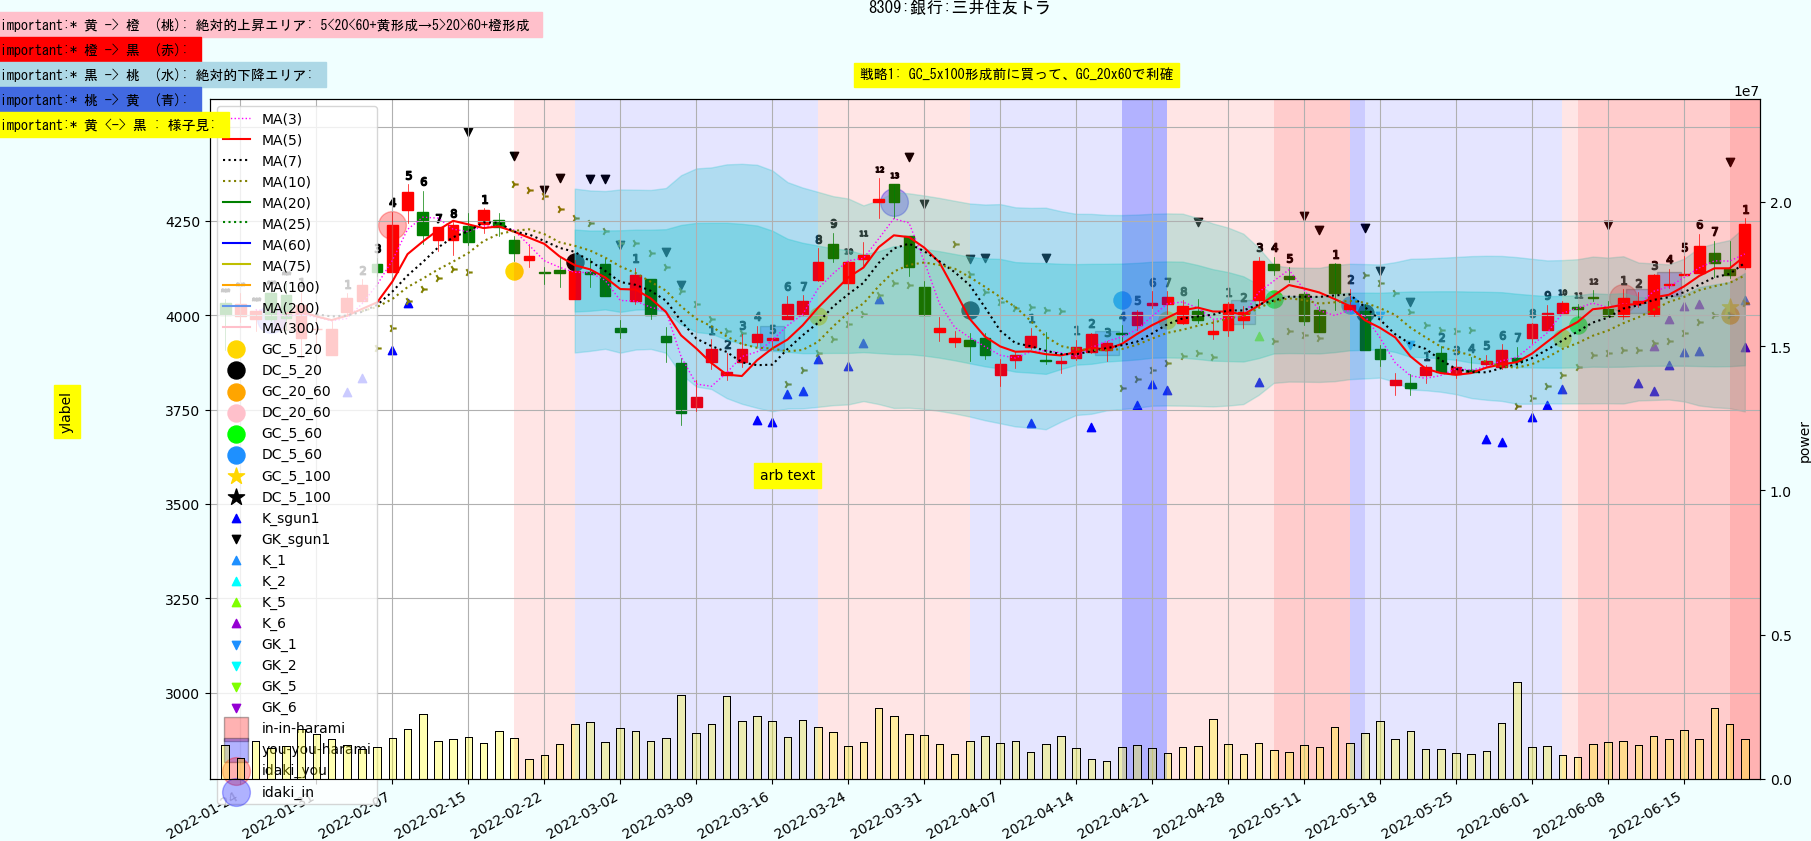 8309:銀行:三井住友トラ
important:* 黄 -> 橙 (桃): 絶対的上昇エリア: 5<20<60+黄形成→5>20>60+橙形成
important:* 橙 -> 黒 (赤):
important:* 黒 -> 桃 (水): 絶対的下降エリア:
戦略1: GC_5x100形成前に買って、GC_20x60で利確
important:* 桃 -> 黄 (青):
important:* 黄 <-> 黒 : 様子見:
1e7
MA(3)
MA(5)
MA(7)
MA(10)
MA(20)
MA(25)
MA(60)
MA(75)
MA(100)
MA(200)
MA(300)
GC_5_20
DC_5_20
GC_20_60
DC_20_60
GC_5_60
DC_5_60
GC_5_100
DC_5_100
K_sgun1
GK_sgun1
K_1
K_2
K_5
K_6
GK_1
GK_2
GK_5
GK_6
in-in-harami
you-you-harami
idaki_you
idaki_in
4250
4000
3750
3500
3250
3000
ylabel
arb text
2.0
1.5
1.0
0.5
0.0
power
2022-01-31
2022-02-07
2022-02-15
2022-02-22
2022-03-02
2022-03-09
2022-03-16
2022-03-24
2022-03-31
2022-04-07
2022-04-14
2022-04-21
2022-04-28
2022-05-11
2022-05-18
2022-05-25
2022-06-01
2022-06-08
2022-06-15